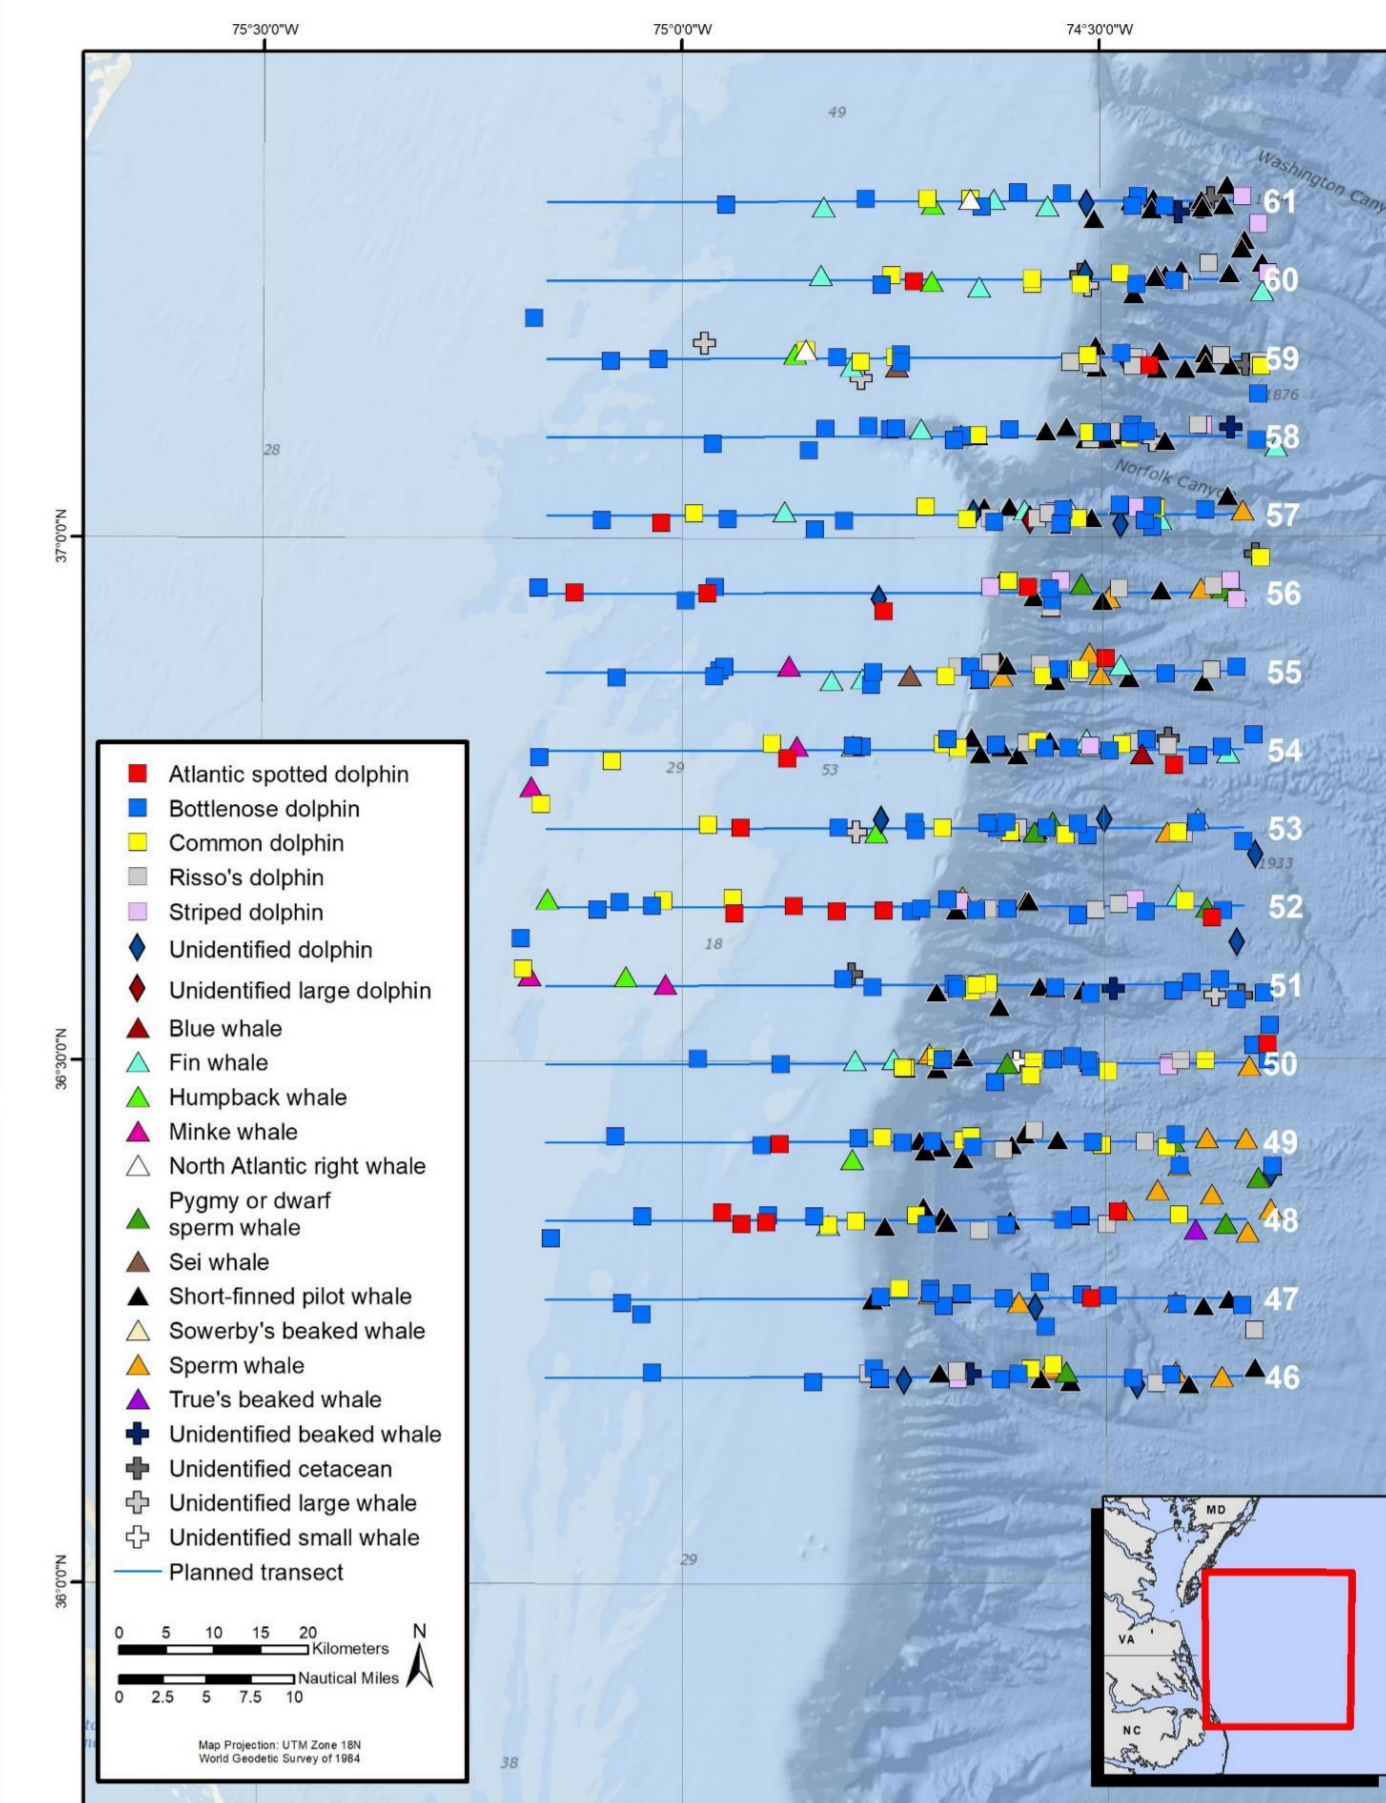 75°30'0"W 75°0'0"W 74°30'0"W
49
Washington Cany
61
60
59
1876
58
28
Norfolk Canyon
57
37°0'0"N
56
55
54
29 53
53
1933
52
18
51
50
36°30'0"N
49
48
47
46
Atlantic spotted dolphin
Bottlenose dolphin
Common dolphin
Risso's dolphin
Striped dolphin
Unidentified dolphin
Unidentified large dolphin
Blue whale
Fin whale
Humpback whale
Minke whale
North Atlantic right whale
Pygmy or dwarf
sperm whale
Sei whale
Short-finned pilot whale
Sowerby's beaked whale
Sperm whale
True's beaked whale
Unidentified beaked whale
Unidentified cetacean
Unidentified large whale
Unidentified small whale
Planned transect
0 5 10 15 20
Kilometers
N
Nautical Miles
0 2.5 5 7.5 10
Map Projection: UTM Zone 18N
World Geodetic Survey of 1984
36°0'0"N
29
38
MD
VA
NC